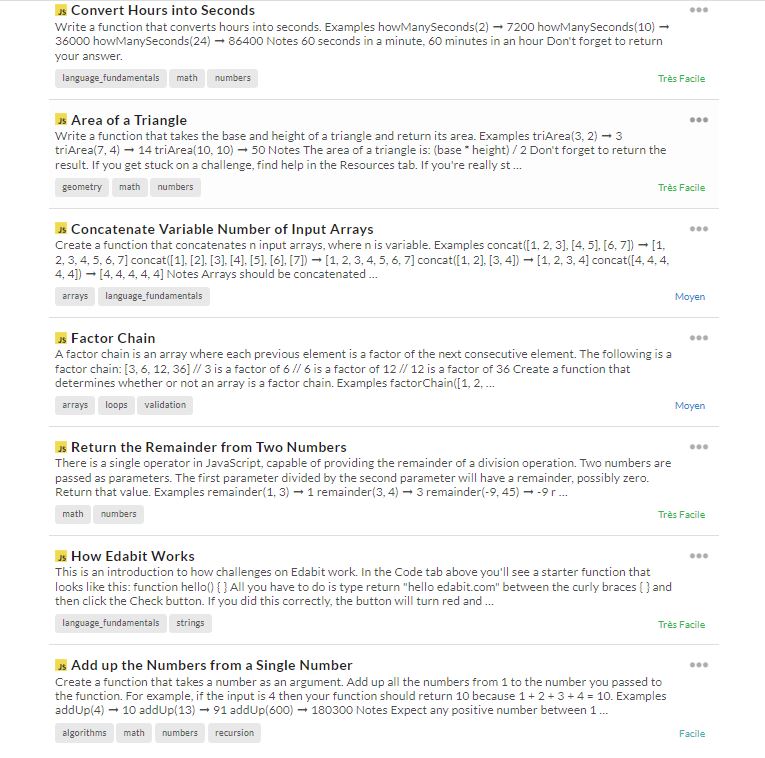 JS Convert Hours into Seconds
Write a function that converts hours into seconds. Examples howManySeconds(2) → 7200 howManySeconds(10) →
36000 howManySeconds(24) → 86400 Notes 60 seconds in a minute, 60 minutes in an hour Don't forget to return
your answer.
language_fundamentals math numbers
Très Facile
JS Area of a Triangle
Write a function that takes the base and height of a triangle and return its area. Examples triArea(3, 2) → 3
triArea(7, 4) → 14 triArea(10, 10) → 50 Notes The area of a triangle is: (base * height) / 2 Don't forget to return the
result. If you get stuck on a challenge, find help in the Resources tab. If you're really st ...
geometry math numbers
Très Facile
JS Concatenate Variable Number of Input Arrays
Create a function that concatenates n input arrays, where n is variable. Examples concat([1, 2, 3], [4, 5], [6, 7]) → [1,
2, 3, 4, 5, 6, 7] concat([1], [2], [3], [4], [5], [6], [7]) → [1, 2, 3, 4, 5, 6, 7] concat([1, 2], [3, 4]) → [1, 2, 3, 4] concat([4, 4, 4,
4, 4]) → [4, 4, 4, 4, 4] Notes Arrays should be concatenated ...
arrays language_fundamentals
Moyen
JS Factor Chain
A factor chain is an array where each previous element is a factor of the next consecutive element. The following is a
factor chain: [3, 6, 12, 36] // 3 is a factor of 6 // 6 is a factor of 12 // 12 is a factor of 36 Create a function that
determines whether or not an array is a factor chain. Examples factorChain([1, 2, ...
arrays loops validation
Moyen
JS Return the Remainder from Two Numbers
There is a single operator in JavaScript, capable of providing the remainder of a division operation. Two numbers are
passed as parameters. The first parameter divided by the second parameter will have a remainder, possibly zero.
Return that value. Examples remainder(1, 3) → 1 remainder(3, 4) → 3 remainder(-9, 45) → -9 r ...
math numbers
Très Facile
JS How Edabit Works
This is an introduction to how challenges on Edabit work. In the Code tab above you'll see a starter function that
looks like this: function hello() { } All you have to do is type return "hello edabit.com" between the curly braces { } and
then click the Check button. If you did this correctly, the button will turn red and ...
language_fundamentals strings
Très Facile
JS Add up the Numbers from a Single Number
Create a function that takes a number as an argument. Add up all the numbers from 1 to the number you passed to
the function. For example, if the input is 4 then your function should return 10 because 1 + 2 + 3 + 4 = 10. Examples
addUp(4) → 10 addUp(13) → 91 addUp(600) → 180300 Notes Expect any positive number between 1 ...
algorithms math numbers recursion
Facile